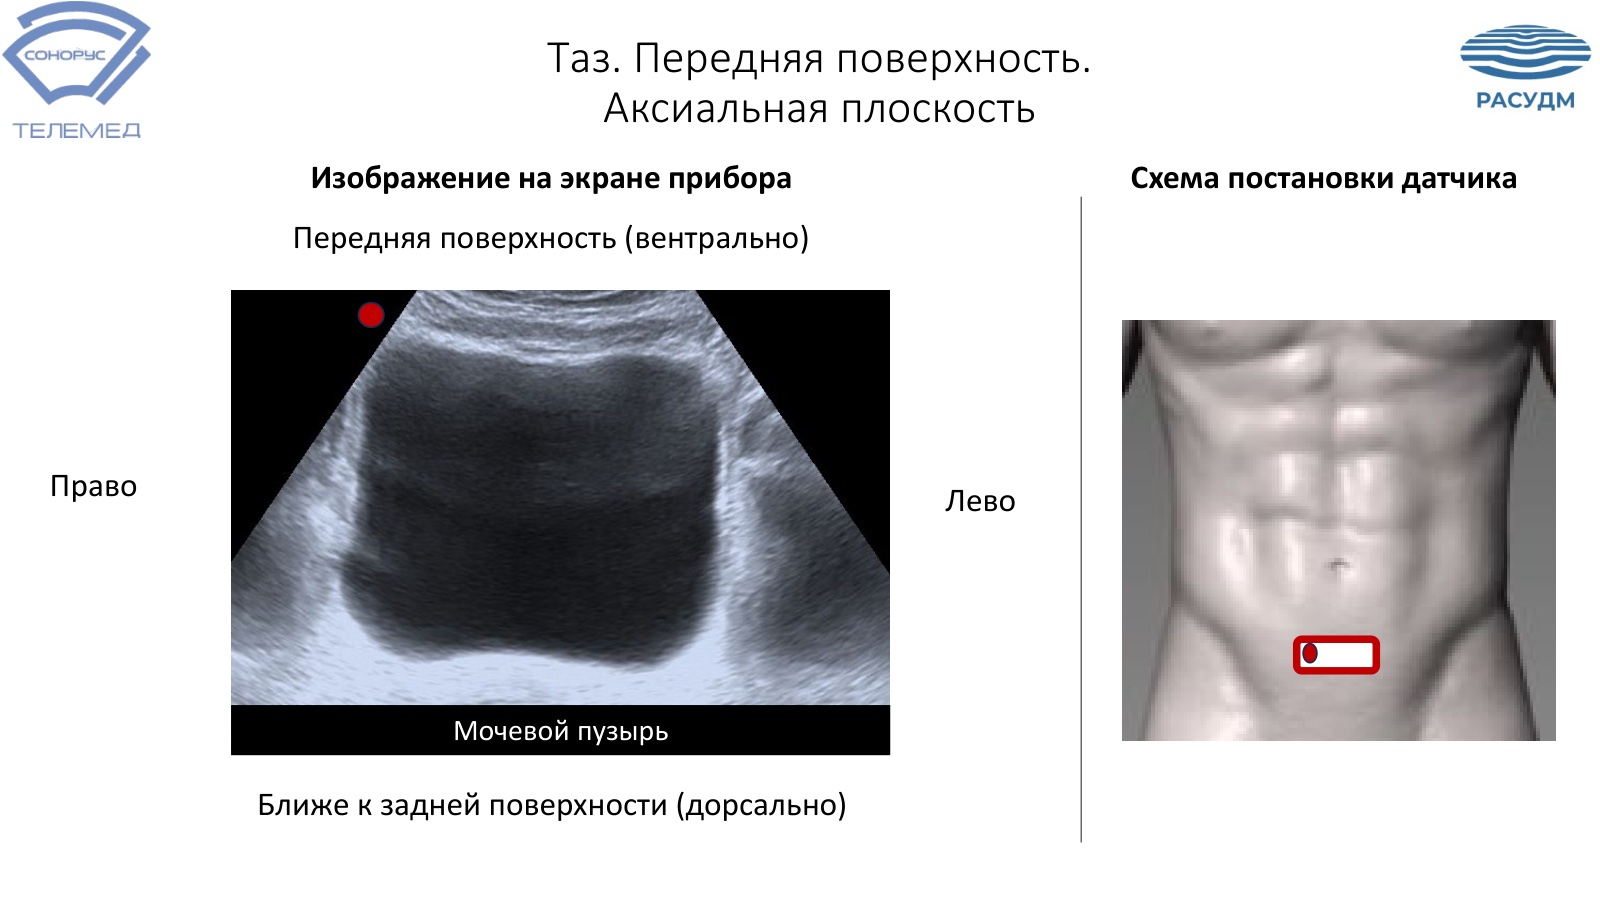 СОНОРУС
ТЕЛЕМЕД
Таз. Передняя поверхность.
Аксиальная плоскость
РАСУДМ
Изображение на экране прибора
Схема постановки датчика
Передняя поверхность (вентрально)
Право
Лево
Мочевой пузырь
Ближе к задней поверхности (дорсально)